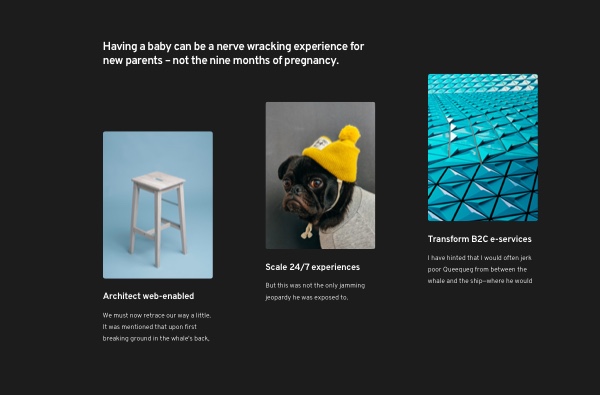 Having a baby can be a nerve wracking experience for
new parents – not the nine months of pregnancy.
Architect web-enabled
We must now retrace our way a little.
It was mentioned that upon first
breaking ground in the whale's back,
Scale 24/7 experiences
But this was not the only jamming
jeopardy he was exposed to.
Transform B2C e-services
I have hinted that I would often jerk
poor Queequeg from between the
whale and the ship—where he would